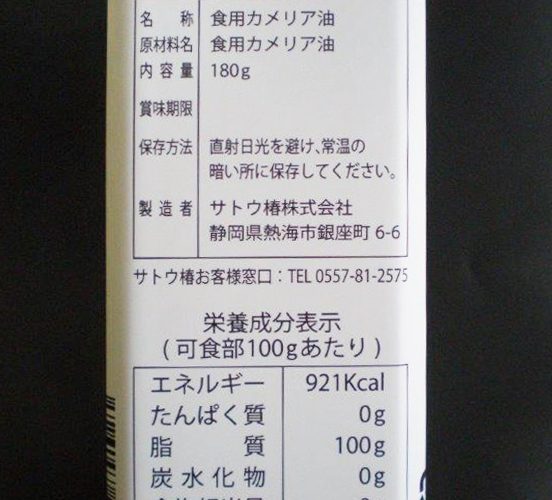 名称 食用カメリア油
原材料名 食用カメリア油
内容量 180g
賞味期限
保存方法 直射日光を避け、常温の
暗い所に保存してください。
製造者 サトウ椿株式会社
静岡県熱海市銀座町 6-6
サトウ椿お客様窓口:TEL 0557-81-2575
栄養成分表示
(可食部100gあたり)
エネルギー 921Kcal
たんぱく質 0g
脂質 100g
炭水化物 0g